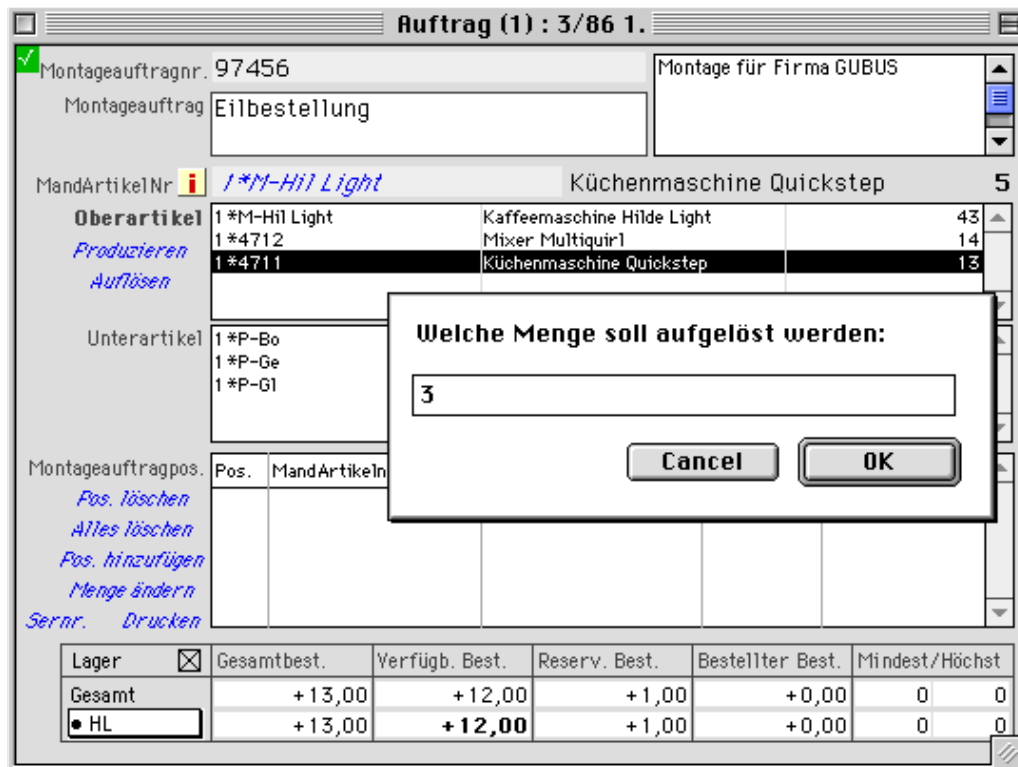 Auftrag (1) : 3/86 1.
Montageauftragnr. 97456 Montage für Firma GUBUS
Montageauftrag Eilbestellung
MandArtikelNr i 1*M-Hil Light Küchenmaschine Quickstep 5
Oberartikel 1*M-Hil Light Kaffeemaschine Hilde Light 43
Produzieren 1*4712 Mixer Multiquirl 14
Auflösen 1*4711 Küchenmaschine Quickstep 13
Welche Menge soll aufgelöst werden:
3
Cancel OK
Unterartikel 1*P-Bo
1*P-Ge
1*P-Gl
Montageauftragpos. Pos. MandArtikeln
Pos. löschen
Alles löschen
Pos. hinzufügen
Menge ändern
Sernr. Drucken
Lager Gesamtbest. Verfügb. Best. Reserv. Best. Bestellter Best. Mindest/Höchst
Gesamt +13,00 +12,00 +1,00 +0,00 0 0
• HL +13,00 +12,00 +1,00 +0,00 0 0